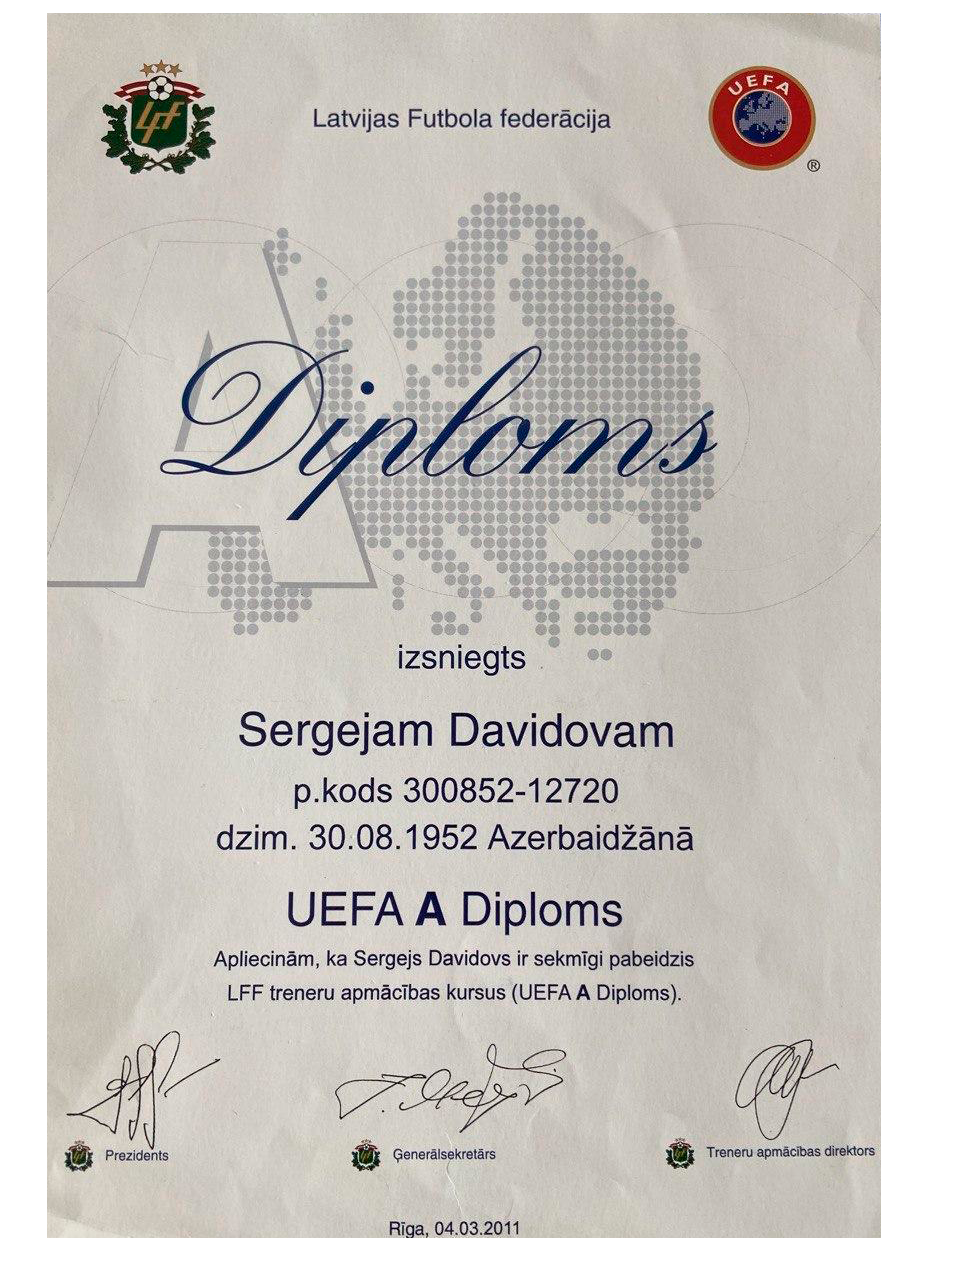 Latvijas Futbola federācija
Lff
UEFA
®
A
Diploms
izsniegts
Sergejam Davidovam
p.kods 300852-12720
dzim. 30.08.1952 Azerbaidžānā
UEFA A Diploms
Apliecinām, ka Sergejs Davidovs ir sekmīgi pabeidzis
LFF treneru apmācības kursus (UEFA A Diploms).
Prezidents
Ģenerālsekretārs
Treneru apmācības direktors
Rīga, 04.03.2011